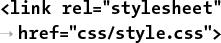 <link rel="stylesheet"
→ href="css/style.css">